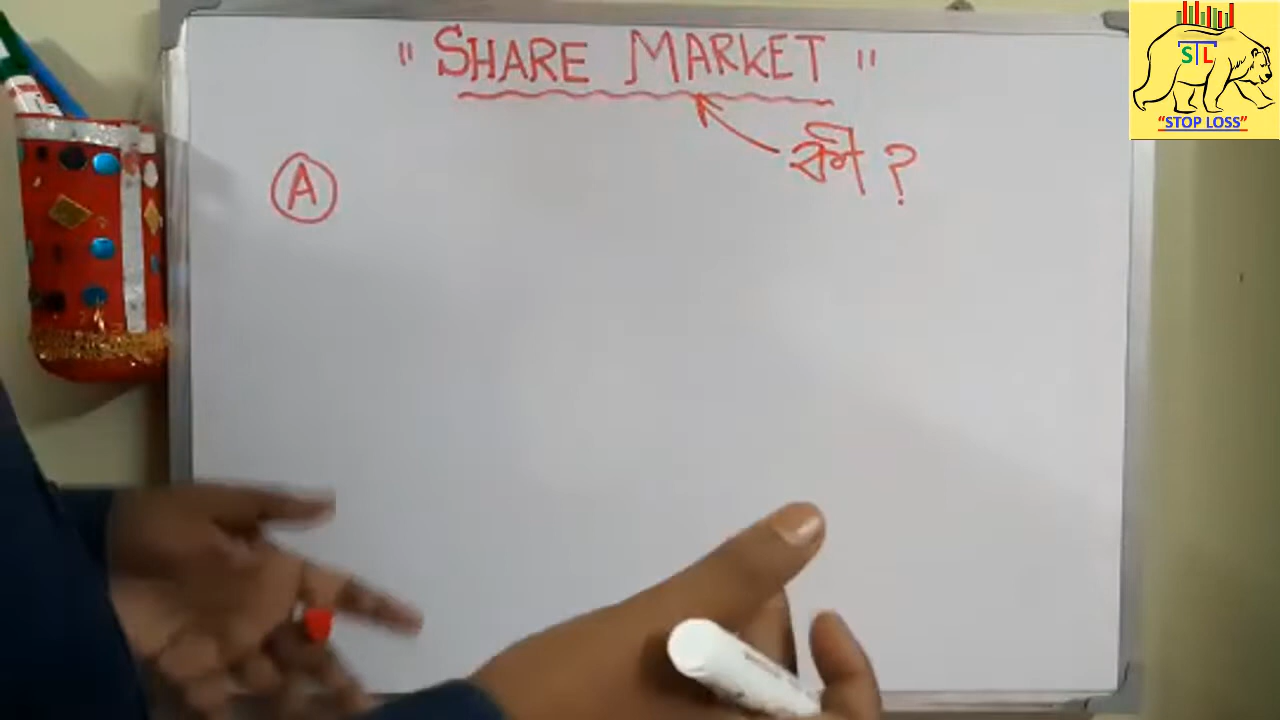 " SHARE MARKET "
কী ?
A
STL
"STOP LOSS"